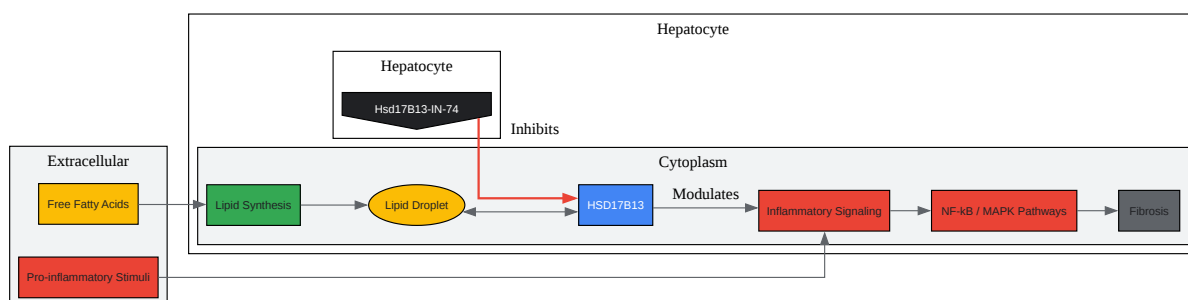 Hepatocyte
Hepatocyte
Hsd17B13-IN-74
Inhibits
Extracellular
Cytoplasm
Free Fatty Acids
Lipid Synthesis
Lipid Droplet
HSD17B13
Modulates
Inflammatory Signaling
NF-kB / MAPK Pathways
Fibrosis
Pro-inflammatory Stimuli